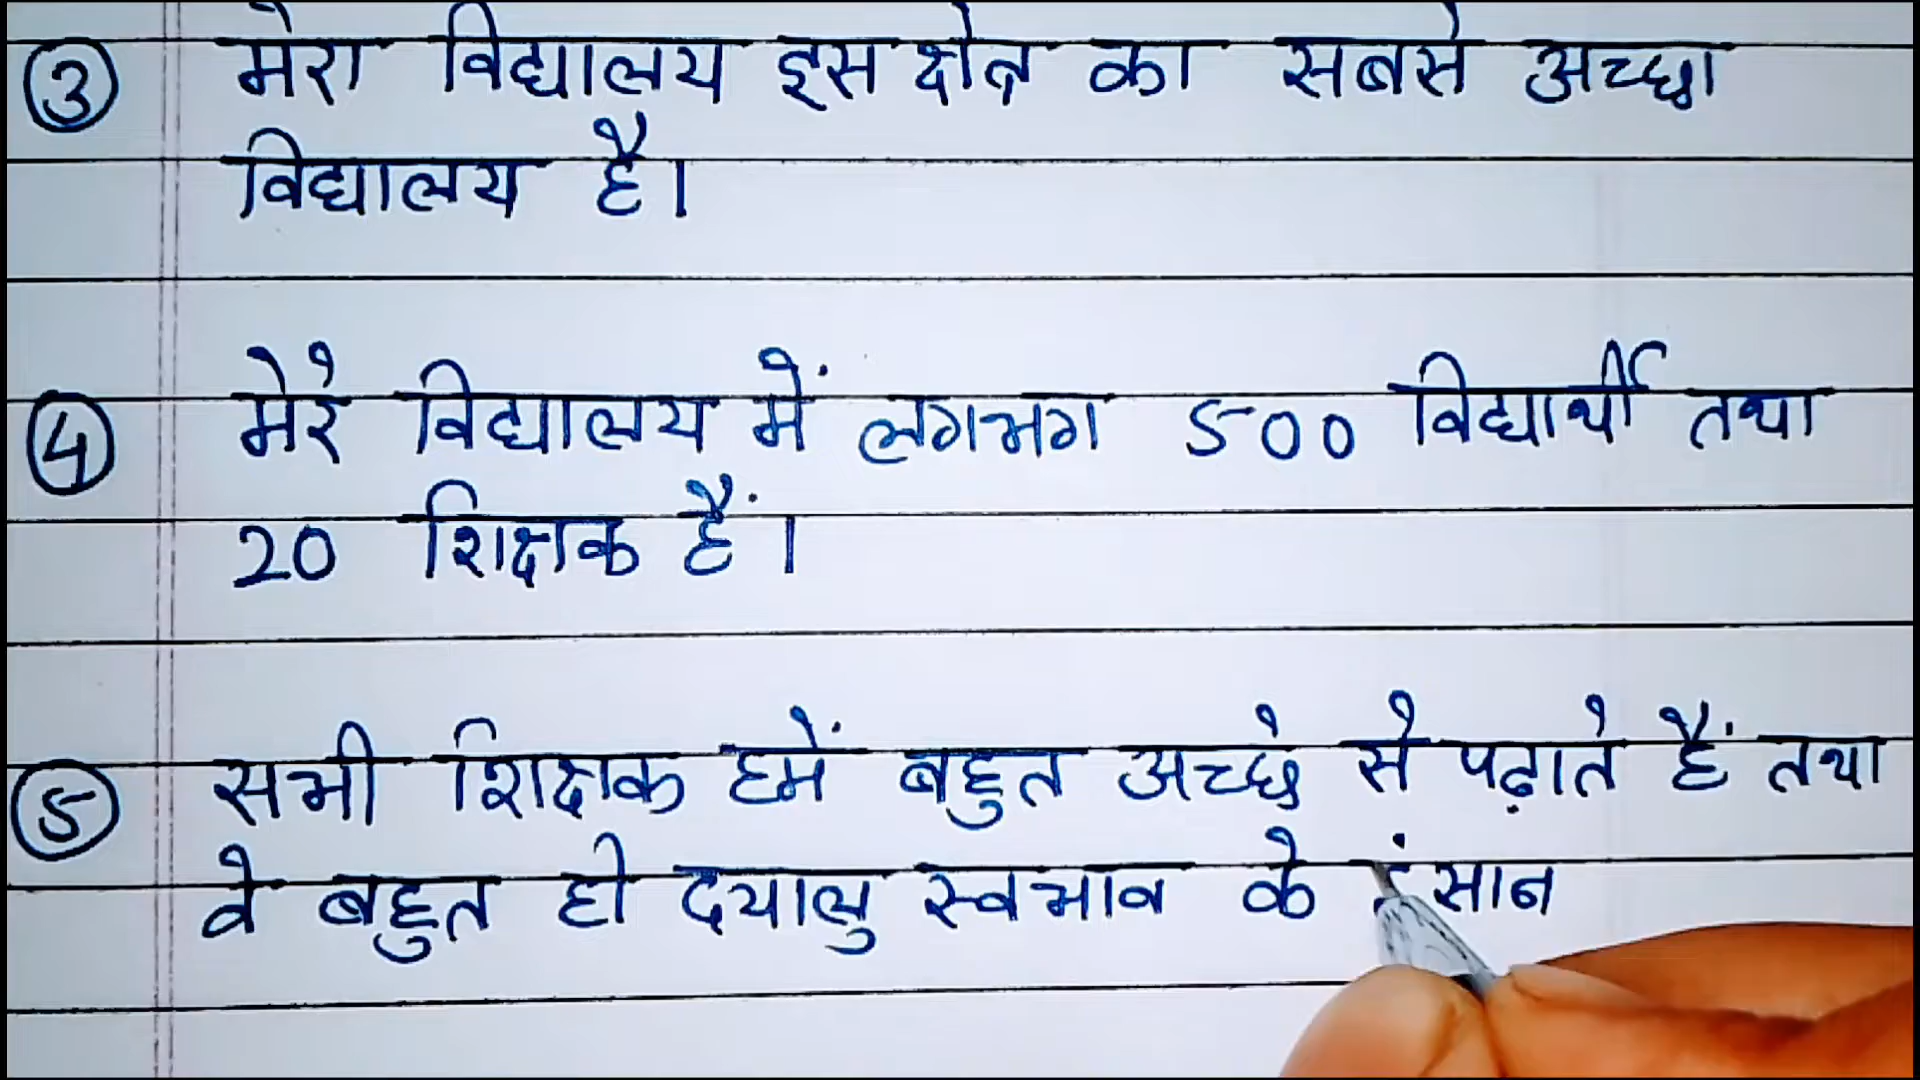 ③ मेरा विद्यालय इस क्षेत्र का सबसे अच्छा
विद्यालय है।
④ मेरे विद्यालय में लगभग 500 विद्यार्थी तथा
20 शिक्षक हैं।
⑤ सभी शिक्षक हमें बहुत अच्छे से पढ़ाते हैं तथा
वे बहुत ही दयालु स्वभाव के इंसान